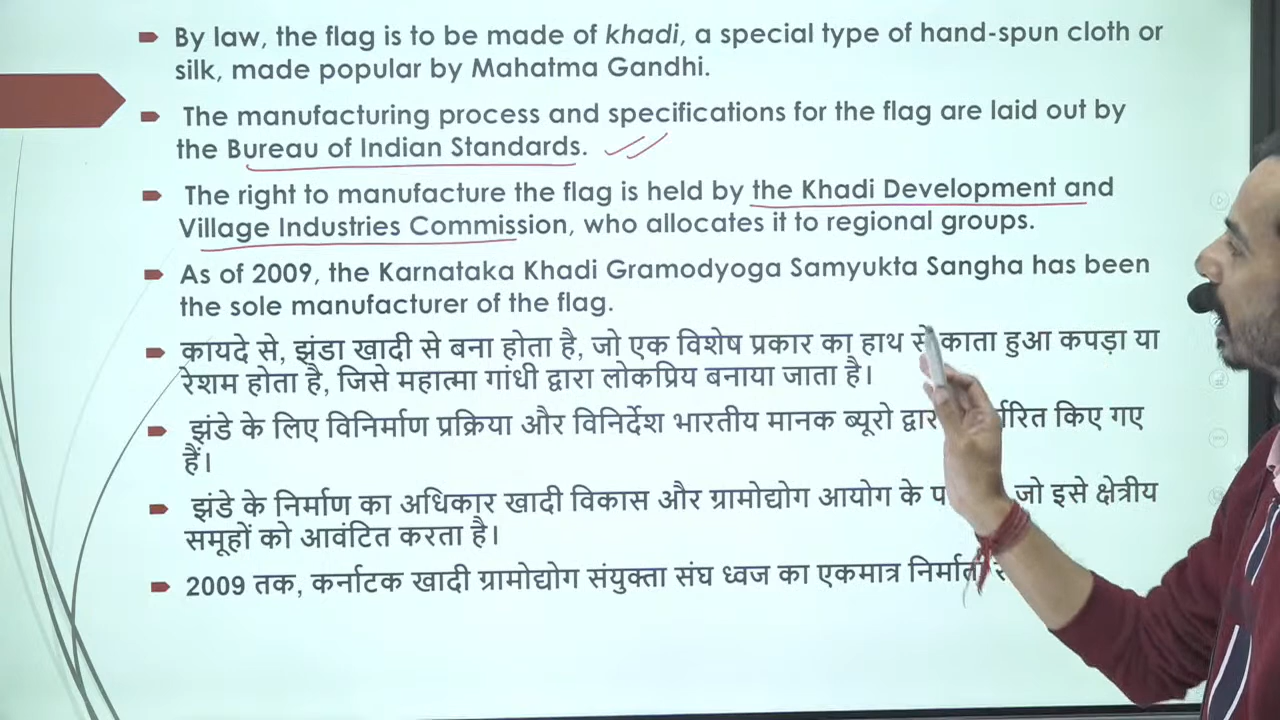 By law, the flag is to be made of khadi, a special type of hand-spun cloth or
silk, made popular by Mahatma Gandhi.
The manufacturing process and specifications for the flag are laid out by
the Bureau of Indian Standards.
The right to manufacture the flag is held by the Khadi Development and
Village Industries Commission, who allocates it to regional groups.
As of 2009, the Karnataka Khadi Gramodyoga Samyukta Sangha has been
the sole manufacturer of the flag.
कायदे से, झंडा खादी से बना होता है, जो एक विशेष प्रकार का हाथ से काता हुआ कपड़ा या
रेशम होता है, जिसे महात्मा गांधी द्वारा लोकप्रिय बनाया जाता है।
झंडे के लिए विनिर्माण प्रक्रिया और विनिर्देश भारतीय मानक ब्यूरो किए गए
हैं।
झंडे के निर्माण का अधिकार खादी विकास और ग्रामोद्योग आयोग के जो इसे क्षेत्रीय
समूहों को आवंटित करता है।
2009 तक, कर्नाटक खादी ग्रामोद्योग संयुक्ता संघ ध्वज का एकमात्र